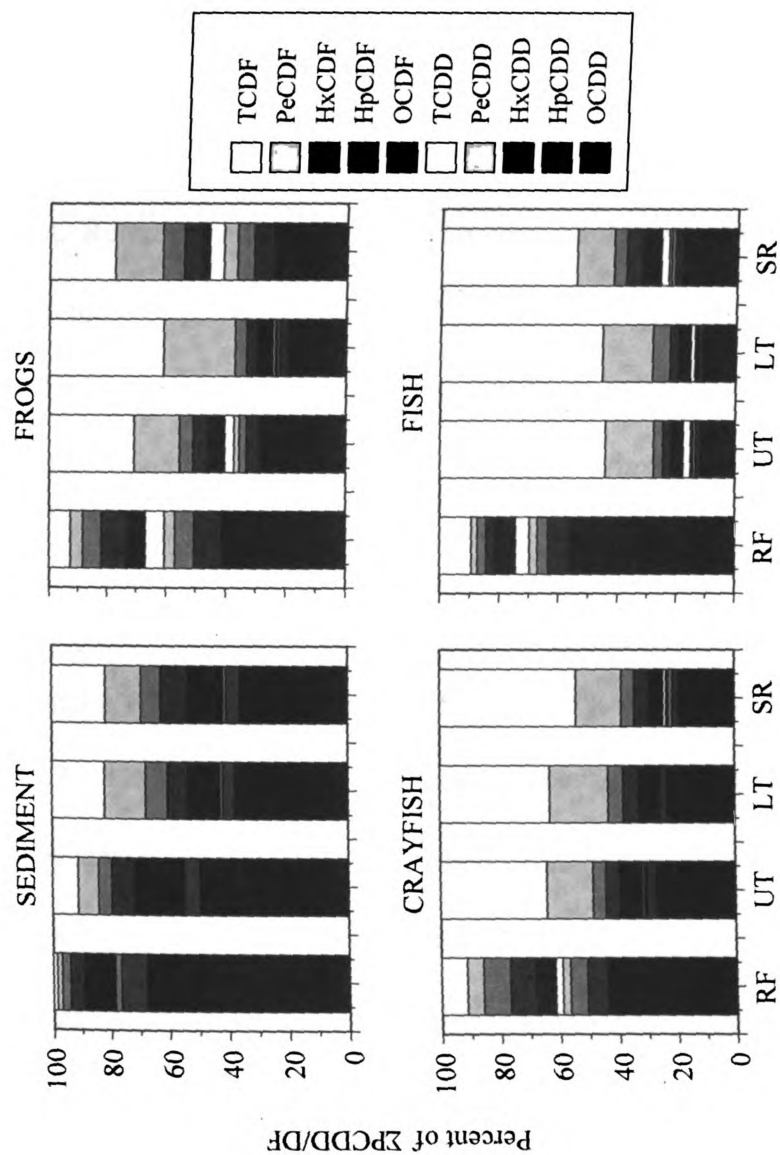 SEDIMENT
FROGS
100
80
60
40
20
0
Percent of ΣPCDD/DF
CRAYFISH
FISH
100
80
60
40
20
0
RF UT LT SR
RF UT LT SR
TCDF
PeCDF
HxCDF
HpCDF
OCDF
TCDD
PeCDD
HxCDD
HpCDD
OCDD